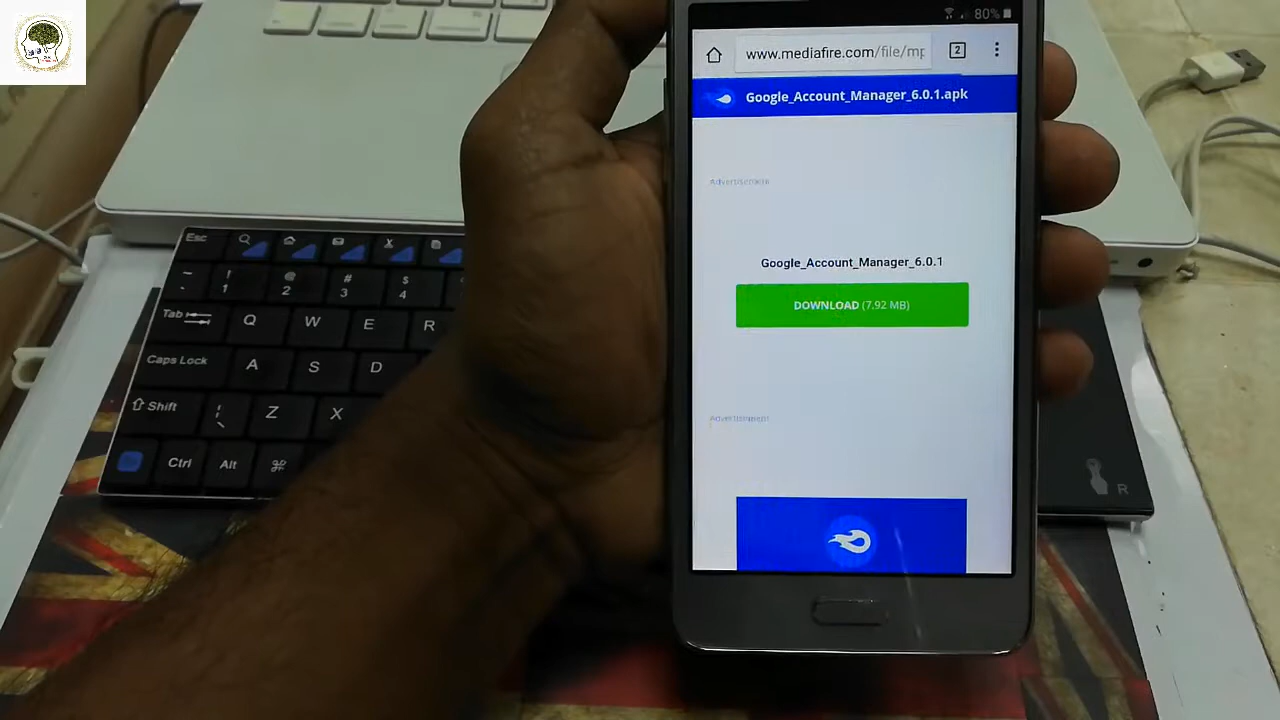 80%
www.mediafire.com/file/mp
2
Google_Account_Manager_6.0.1.apk
Advertisement
Google_Account_Manager_6.0.1
DOWNLOAD (7.92 MB)
Advertisement
Esc
~ ! @ # $
- 1 2 3 4
Tab Q W E R
Caps Lock A S D
Shift Z X
Ctrl Alt ⌘
R